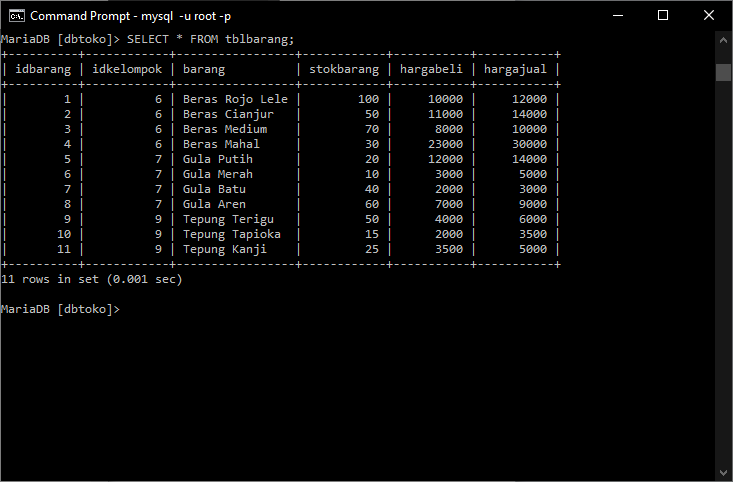 Command Prompt - mysql -u root -p
MariaDB [dbtoko]> SELECT * FROM tblbarang;
+----------+------------+----------------+------------+-----------+-----------+
| idbarang | idkelompok | barang         | stokbarang | hargabeli | hargajual |
+----------+------------+----------------+------------+-----------+-----------+
|        1 |          6 | Beras Rojo Lele |        100 |     10000 |     12000 |
|        2 |          6 | Beras Cianjur  |         50 |     11000 |     14000 |
|        3 |          6 | Beras Medium   |         70 |      8000 |     10000 |
|        4 |          6 | Beras Mahal    |         30 |     23000 |     30000 |
|        5 |          7 | Gula Putih     |         20 |     12000 |     14000 |
|        6 |          7 | Gula Merah     |         10 |      3000 |      5000 |
|        7 |          7 | Gula Batu      |         40 |      2000 |      3000 |
|        8 |          7 | Gula Aren      |         60 |      7000 |      9000 |
|        9 |          9 | Tepung Terigu  |         50 |      4000 |      6000 |
|       10 |          9 | Tepung Tapioka |         15 |      2000 |      3500 |
|       11 |          9 | Tepung Kanji   |         25 |      3500 |      5000 |
+----------+------------+----------------+------------+-----------+-----------+
11 rows in set (0.001 sec)
MariaDB [dbtoko]>